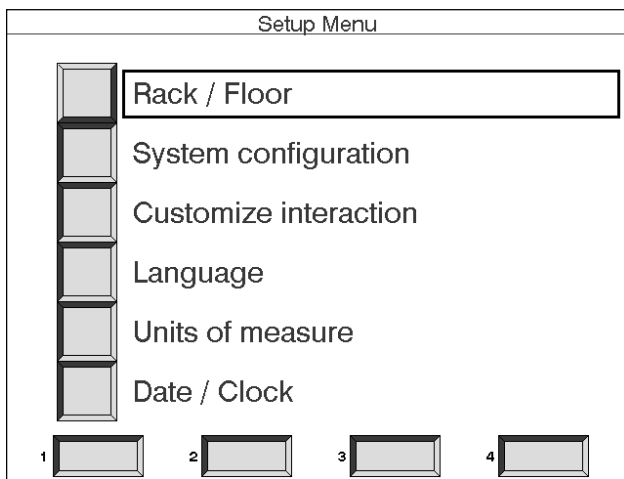 Setup Menu
Rack / Floor
System configuration
Customize interaction
Language
Units of measure
Date / Clock
1 2 3 4